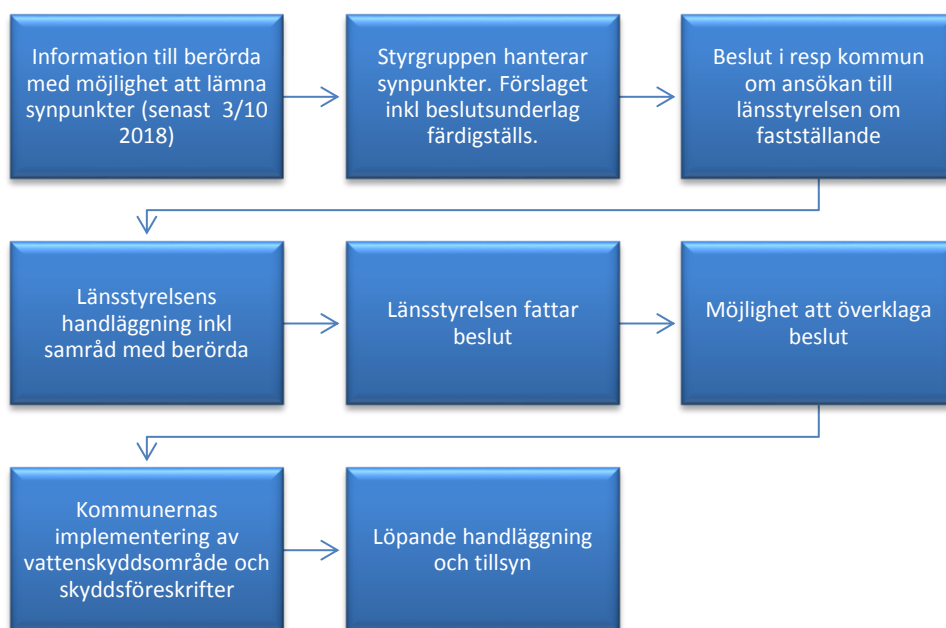 Information till berörda
med möjlighet att lämna
synpunkter (senast 3/10
2018)
Styrgruppen hanterar
synpunkter. Förslaget
inkl beslutsunderlag
färdigställs.
Beslut i resp kommun
om ansökan till
länsstyrelsen om
fastställande
Länsstyrelsens
handläggning inkl
samråd med berörda
Länsstyrelsen fattar
beslut
Möjlighet att överklaga
beslut
Kommunernas
implementering av
vattenskyddsområde och
skyddsföreskrifter
Löpande handläggning
och tillsyn